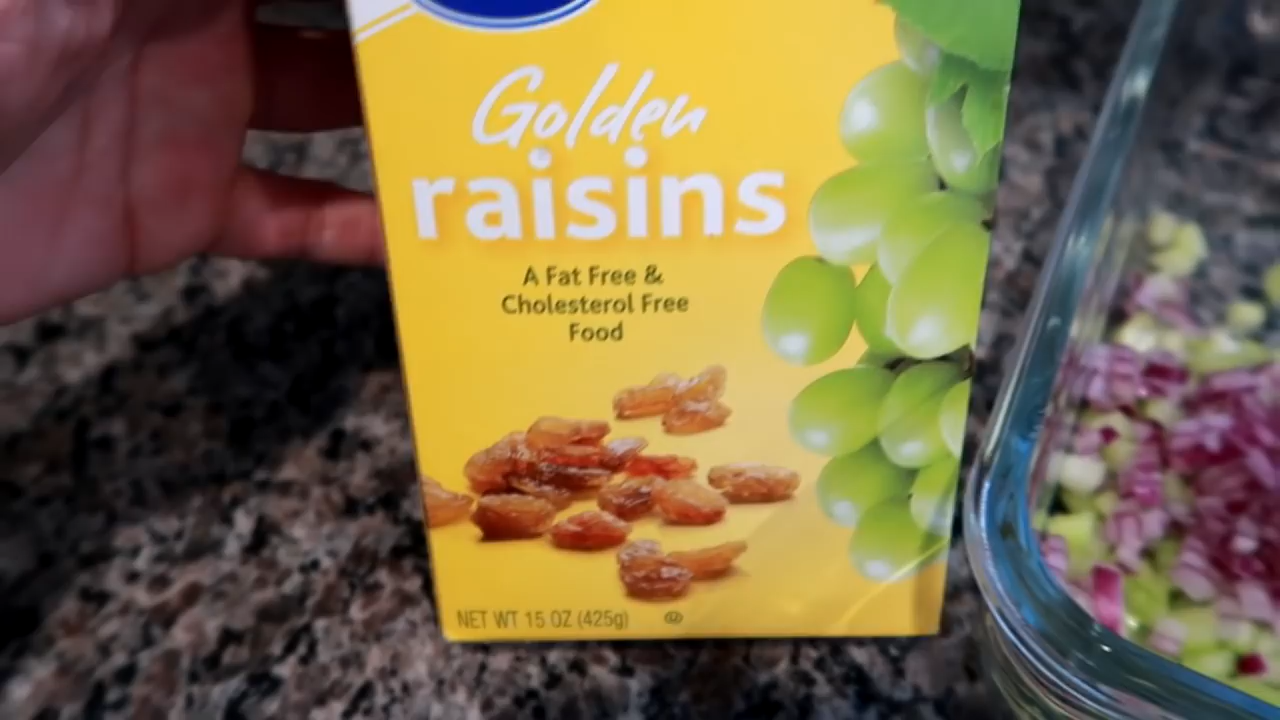 Golden
raisins
A Fat Free &
Cholesterol Free
Food
NET WT 15 OZ (425g)